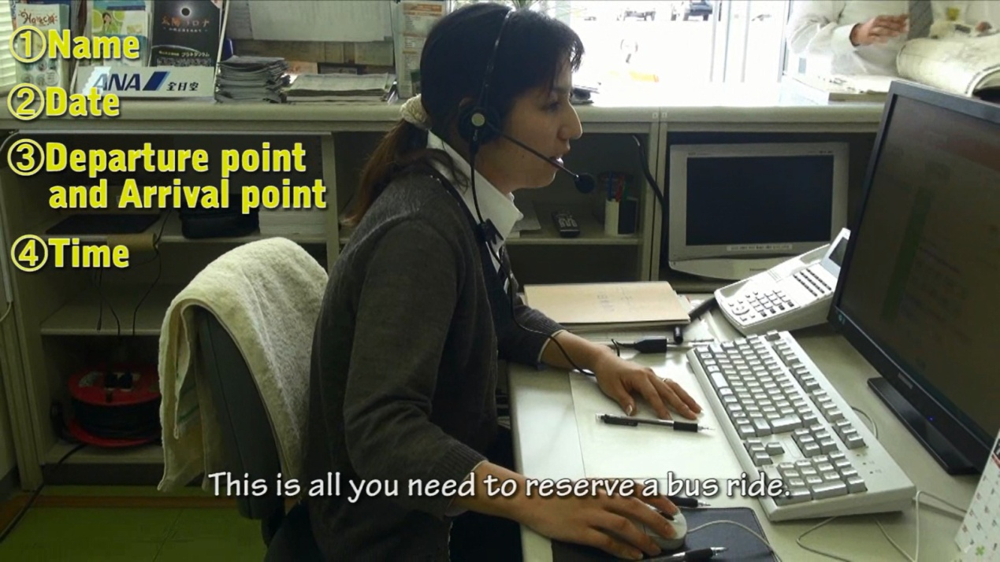 ①Name
ANA 全日空
②Date
③Departure point
and Arrival point
④Time
This is all you need to reserve a bus ride.